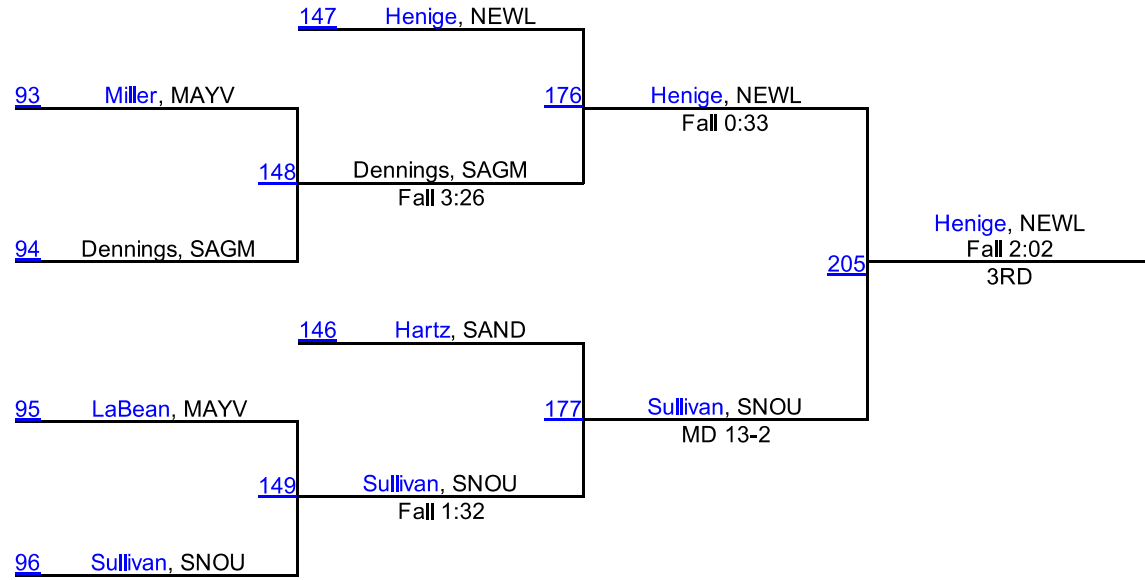 147 Henige, NEWL
93 Miller, MAYV
176 Henige, NEWL
Fall 0:33
148 Dennings, SAGM
Fall 3:26
94 Dennings, SAGM
205 Henige, NEWL
Fall 2:02
3RD
146 Hartz, SAND
95 LaBean, MAYV
177 Sullivan, SNOU
MD 13-2
149 Sullivan, SNOU
Fall 1:32
96 Sullivan, SNOU